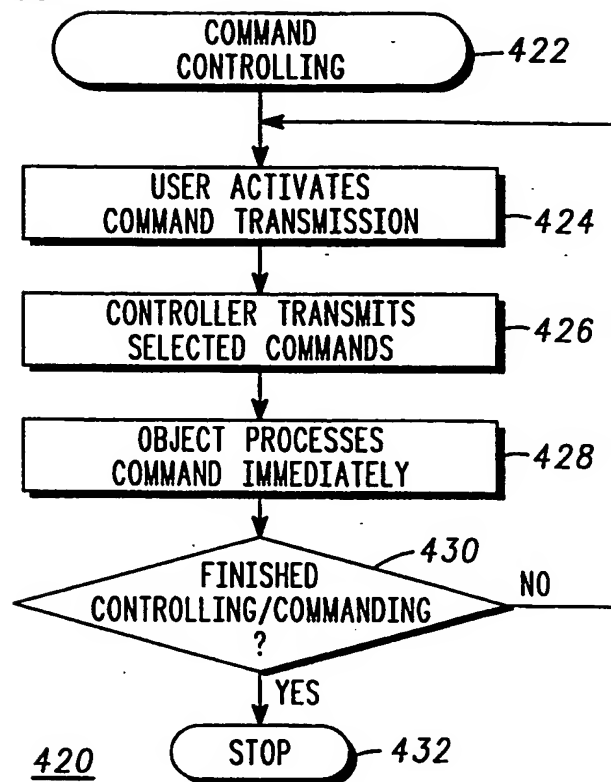 COMMAND
CONTROLLING
422
USER ACTIVATES
COMMAND TRANSMISSION
424
CONTROLLER TRANSMITS
SELECTED COMMANDS
426
OBJECT PROCESSES
COMMAND IMMEDIATELY
428
430
FINISHED
CONTROLLING/COMMANDING
?
NO
YES
STOP
432
420